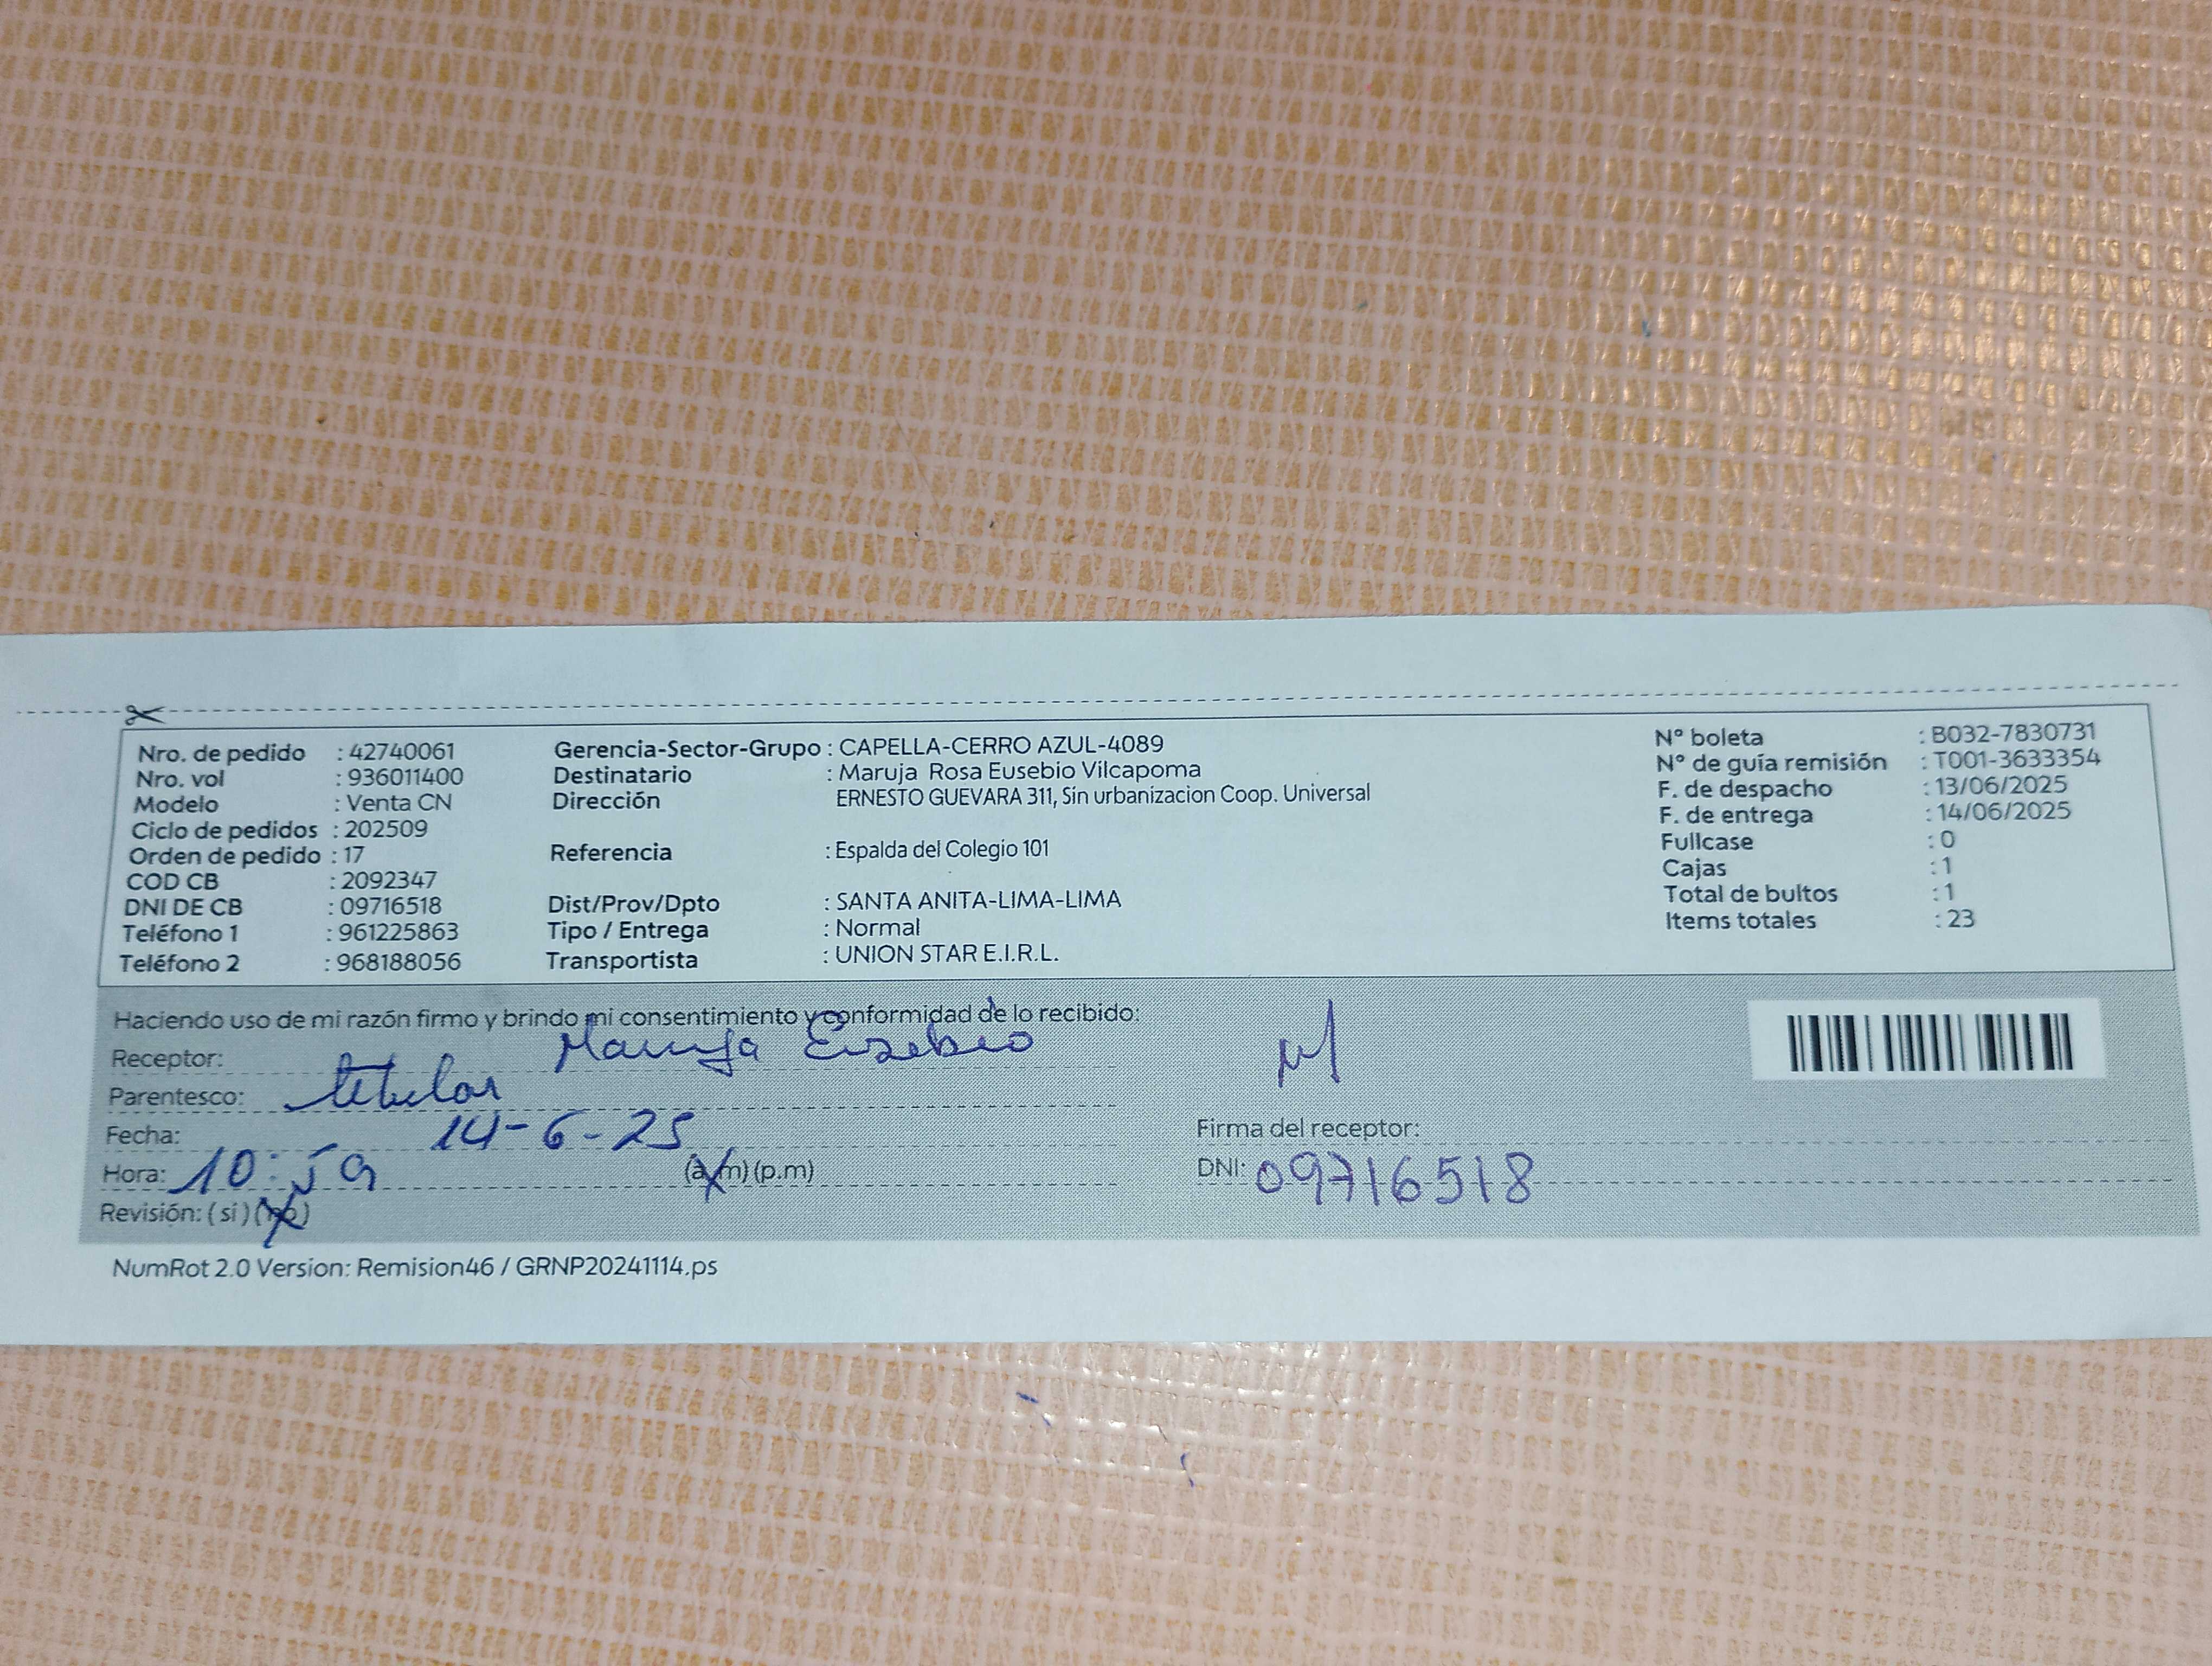 Nro. de pedido : 42740061
Nro. vol : 936011400
Modelo : Venta CN
Ciclo de pedidos : 202509
Orden de pedido : 17
COD CB : 2092347
DNI DE CB : 09716518
Teléfono 1 : 961225863
Teléfono 2 : 968188056
Gerencia-Sector-Grupo : CAPELLA-CERRO AZUL-4089
Destinatario : Maruja Rosa Eusebio Vilcapoma
Dirección ERNESTO GUEVARA 311, Sin urbanizacion Coop. Universal
Referencia : Espalda del Colegio 101
Dist/Prov/Dpto : SANTA ANITA-LIMA-LIMA
Tipo / Entrega : Normal
Transportista : UNION STAR E.I.R.L.
N° boleta : B032-7830731
N° de guía remisión : T001-3633354
F. de despacho : 13/06/2025
F. de entrega : 14/06/2025
Fullcase : 0
Cajas : 1
Total de bultos : 1
Items totales : 23
Haciendo uso de mi razón firmo y brindo mi consentimiento y conformidad de lo recibido:
Receptor: Maruja Eusebio
Parentesco: titular
Fecha: 14-6-25
Hora: 10:59 (a.m) (p.m)
Revisión: (si) (no)
Firma del receptor:
DNI: 09716518
NumRot 2.0 Version: Remision46 / GRNP20241114.ps